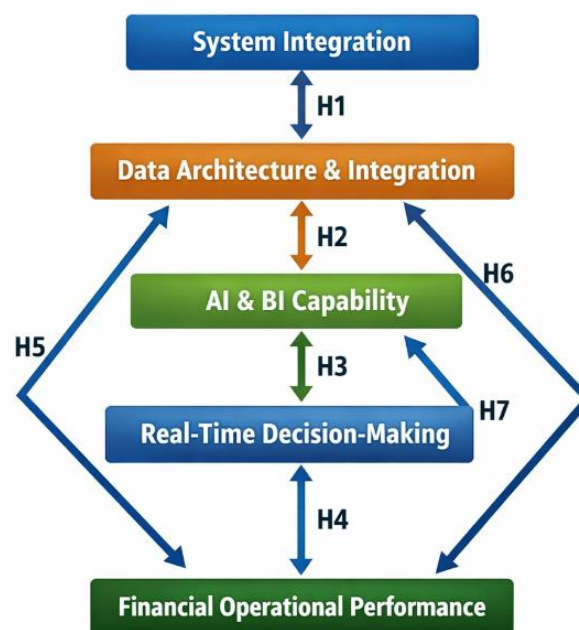 System Integration
H1
Data Architecture & Integration
H2
H6
AI & BI Capability
H5
H3
H7
Real-Time Decision-Making
H4
Financial Operational Performance